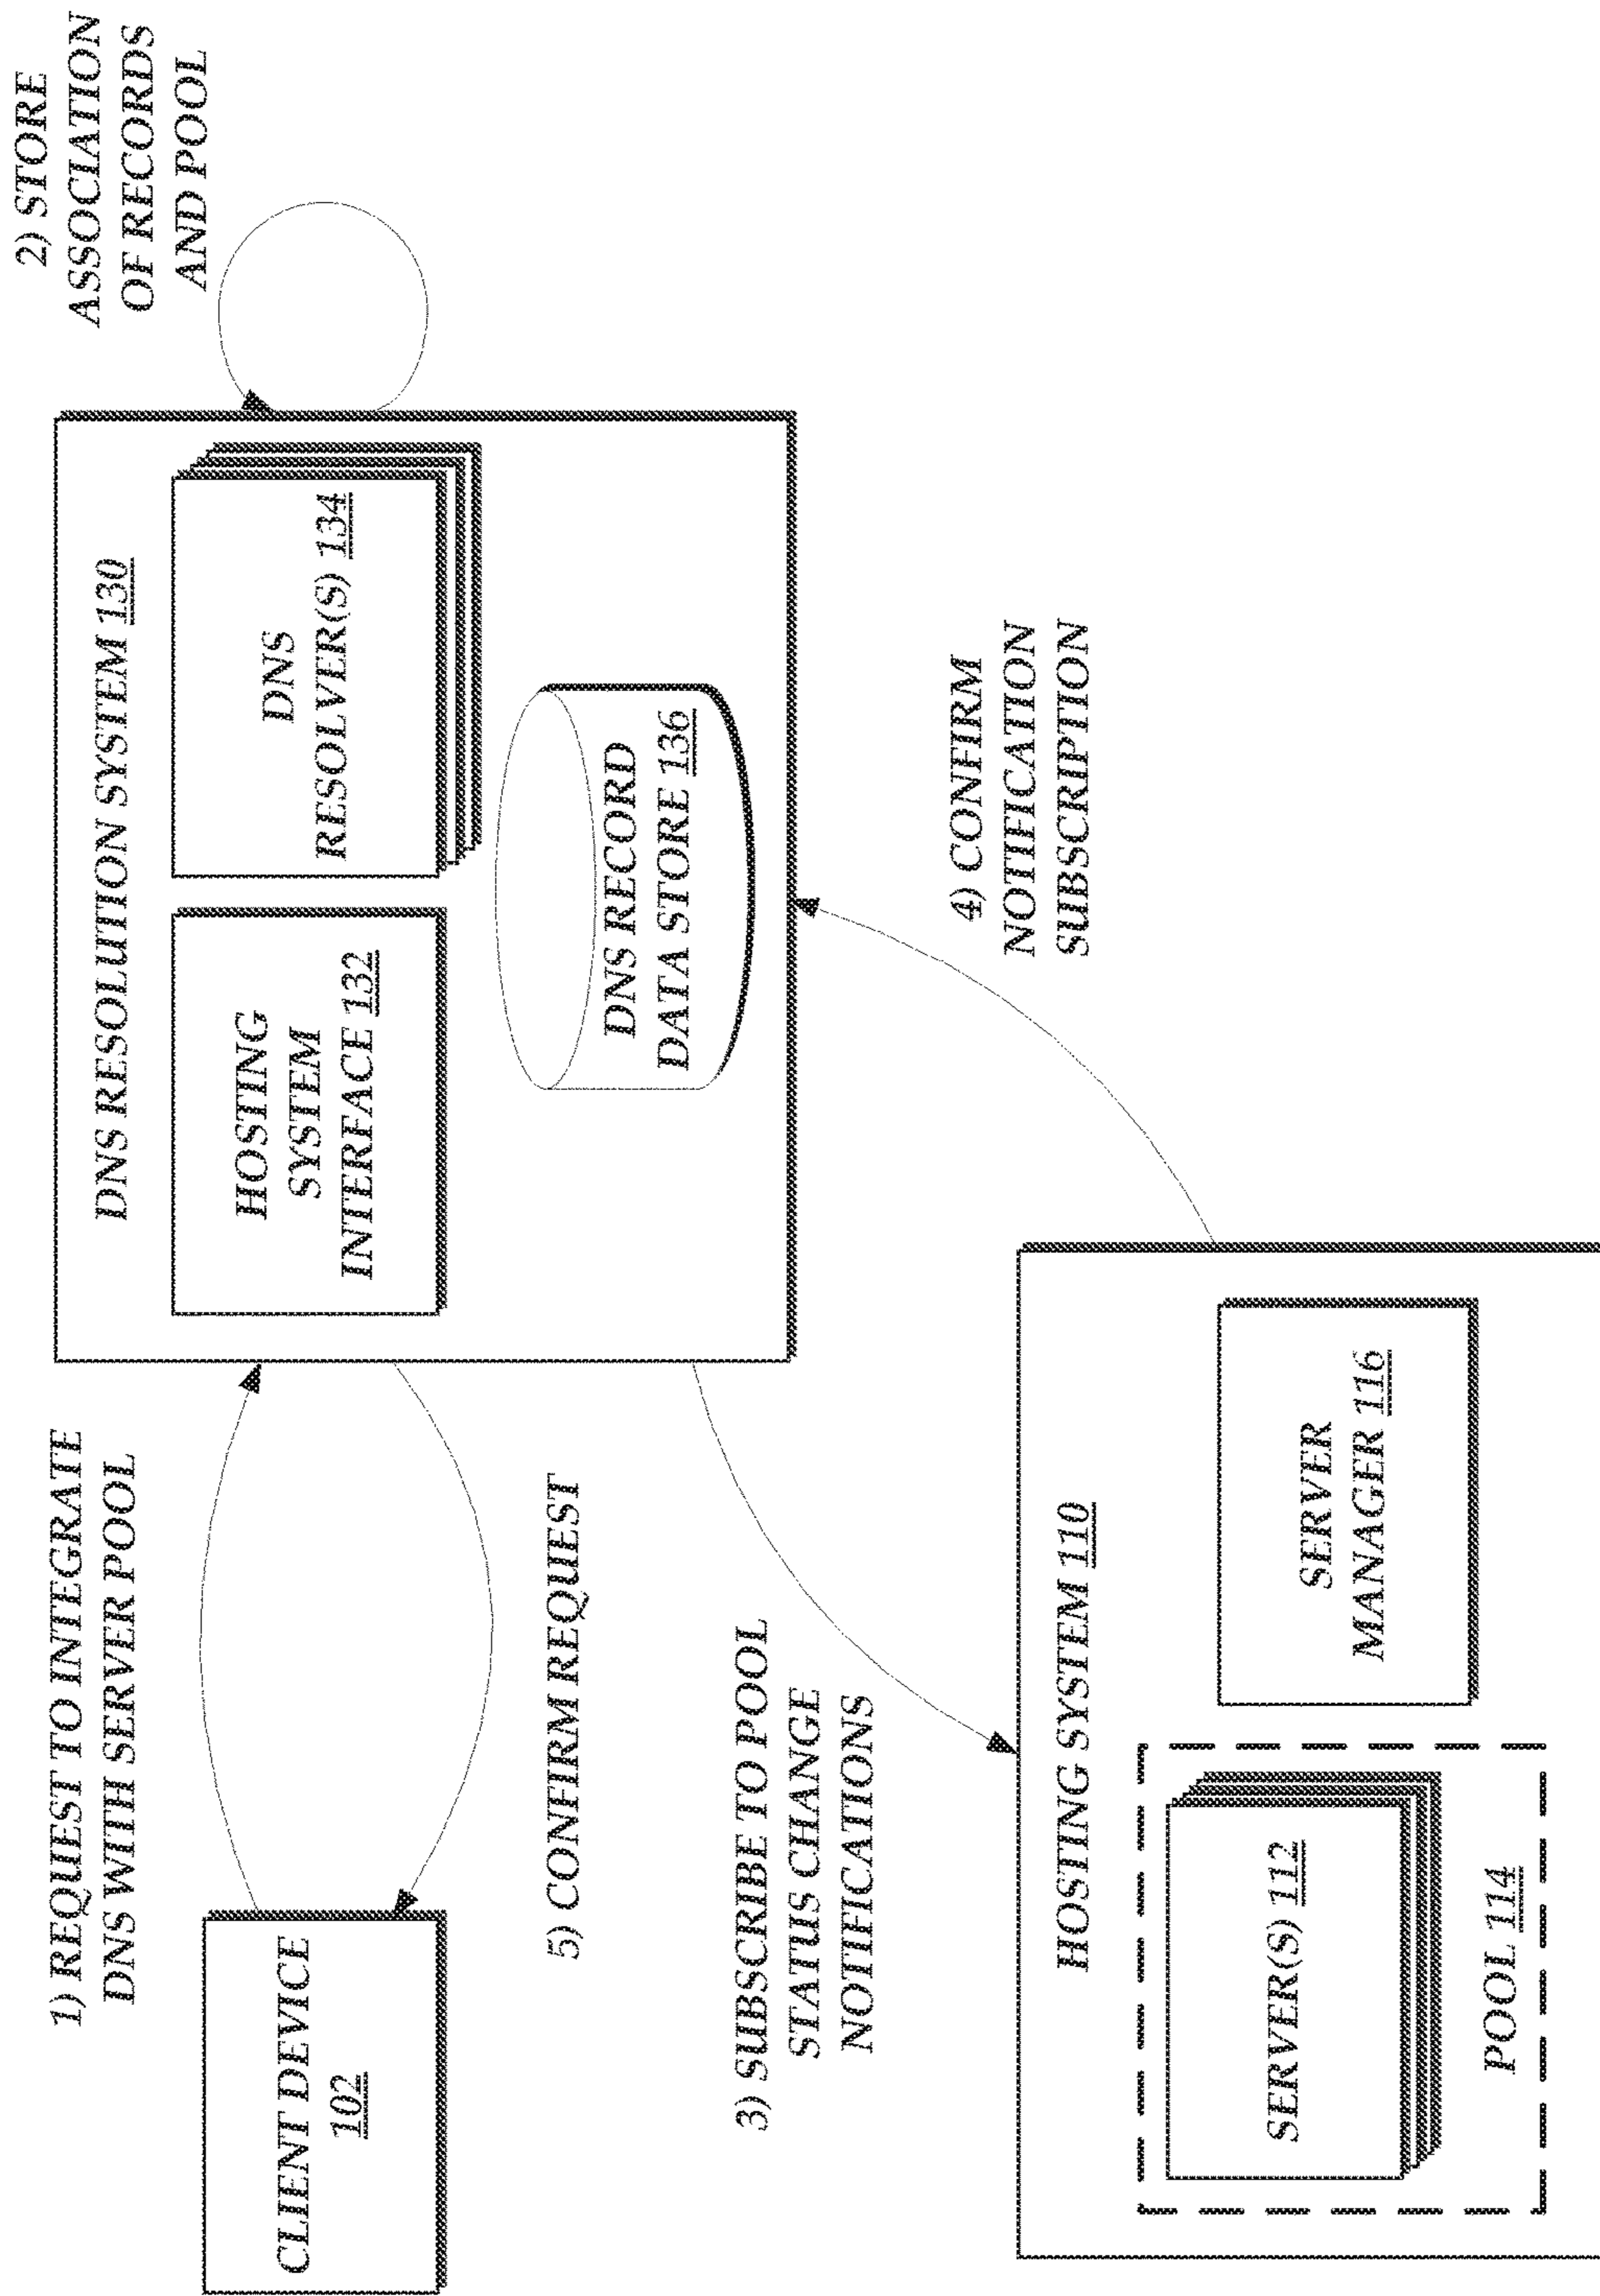 1) REQUEST TO INTEGRATE
DNS WITH SERVER POOL
2) STORE
ASSOCIATION
OF RECORDS
AND POOL
DNS RESOLUTION SYSTEM 130
HOSTING
SYSTEM
INTERFACE 132
DNS
RESOLVER(S) 134
DNS RECORD
DATA STORE 136
CLIENT DEVICE
102
5) CONFIRM REQUEST
3) SUBSCRIBE TO POOL
STATUS CHANGE
NOTIFICATIONS
4) CONFIRM
NOTIFICATION
SUBSCRIPTION
HOSTING SYSTEM 110
SERVER(S) 112
POOL 114
SERVER
MANAGER 116